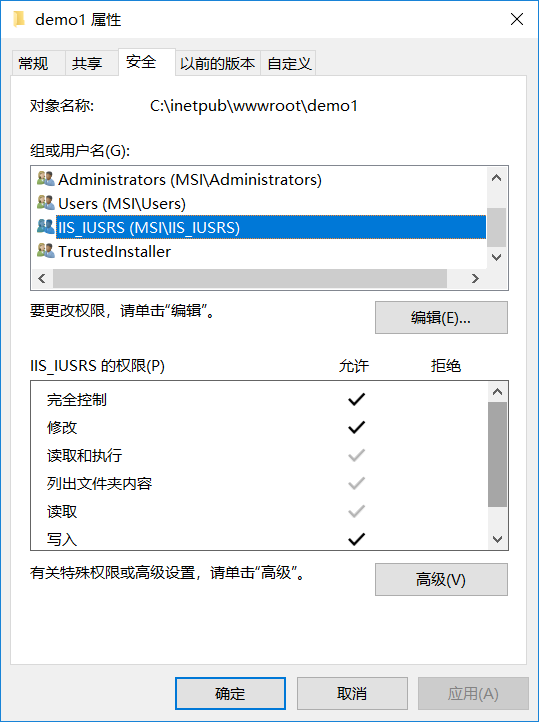 demo1 属性
常规 共享 安全 以前的版本 自定义
对象名称: C:\inetpub\wwwroot\demo1
组或用户名(G):
Administrators (MSI\Administrators)
Users (MSI\Users)
IIS_IUSRS (MSI\IIS_IUSRS)
TrustedInstaller
要更改权限，请单击“编辑”。 编辑(E)...
IIS_IUSRS 的权限(P) 允许 拒绝
完全控制
修改
读取和执行
列出文件夹内容
读取
写入
有关特殊权限或高级设置，请单击“高级”。 高级(V)
确定 取消 应用(A)